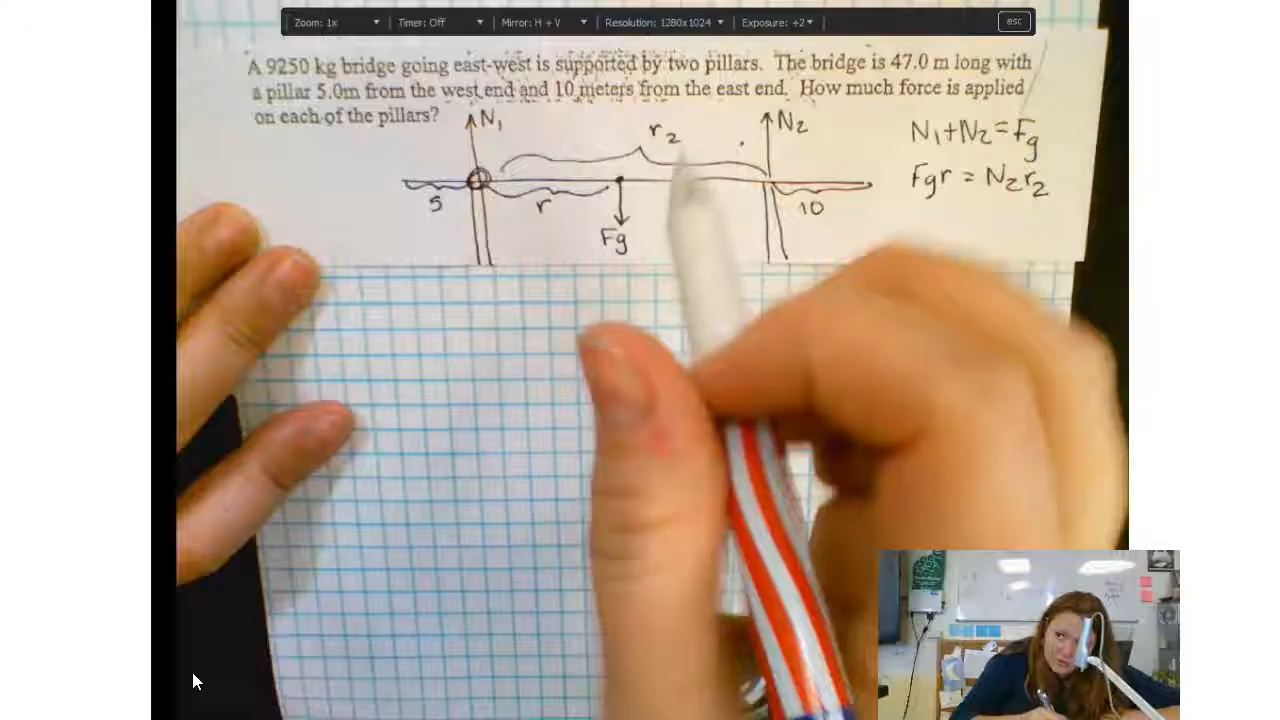 Zoom: 1x Timer: Off Mirror: H + V Resolution: 1280x1024 Exposure: +2 esc
A 9250 kg bridge going east-west is supported by two pillars. The bridge is 47.0 m long with
a pillar 5.0m from the west end and 10 meters from the east end. How much force is applied
on each of the pillars?
N₁
r₂
N₂
N₁+N₂=Fg
Fgr = N₂r₂
5
r
10
Fg